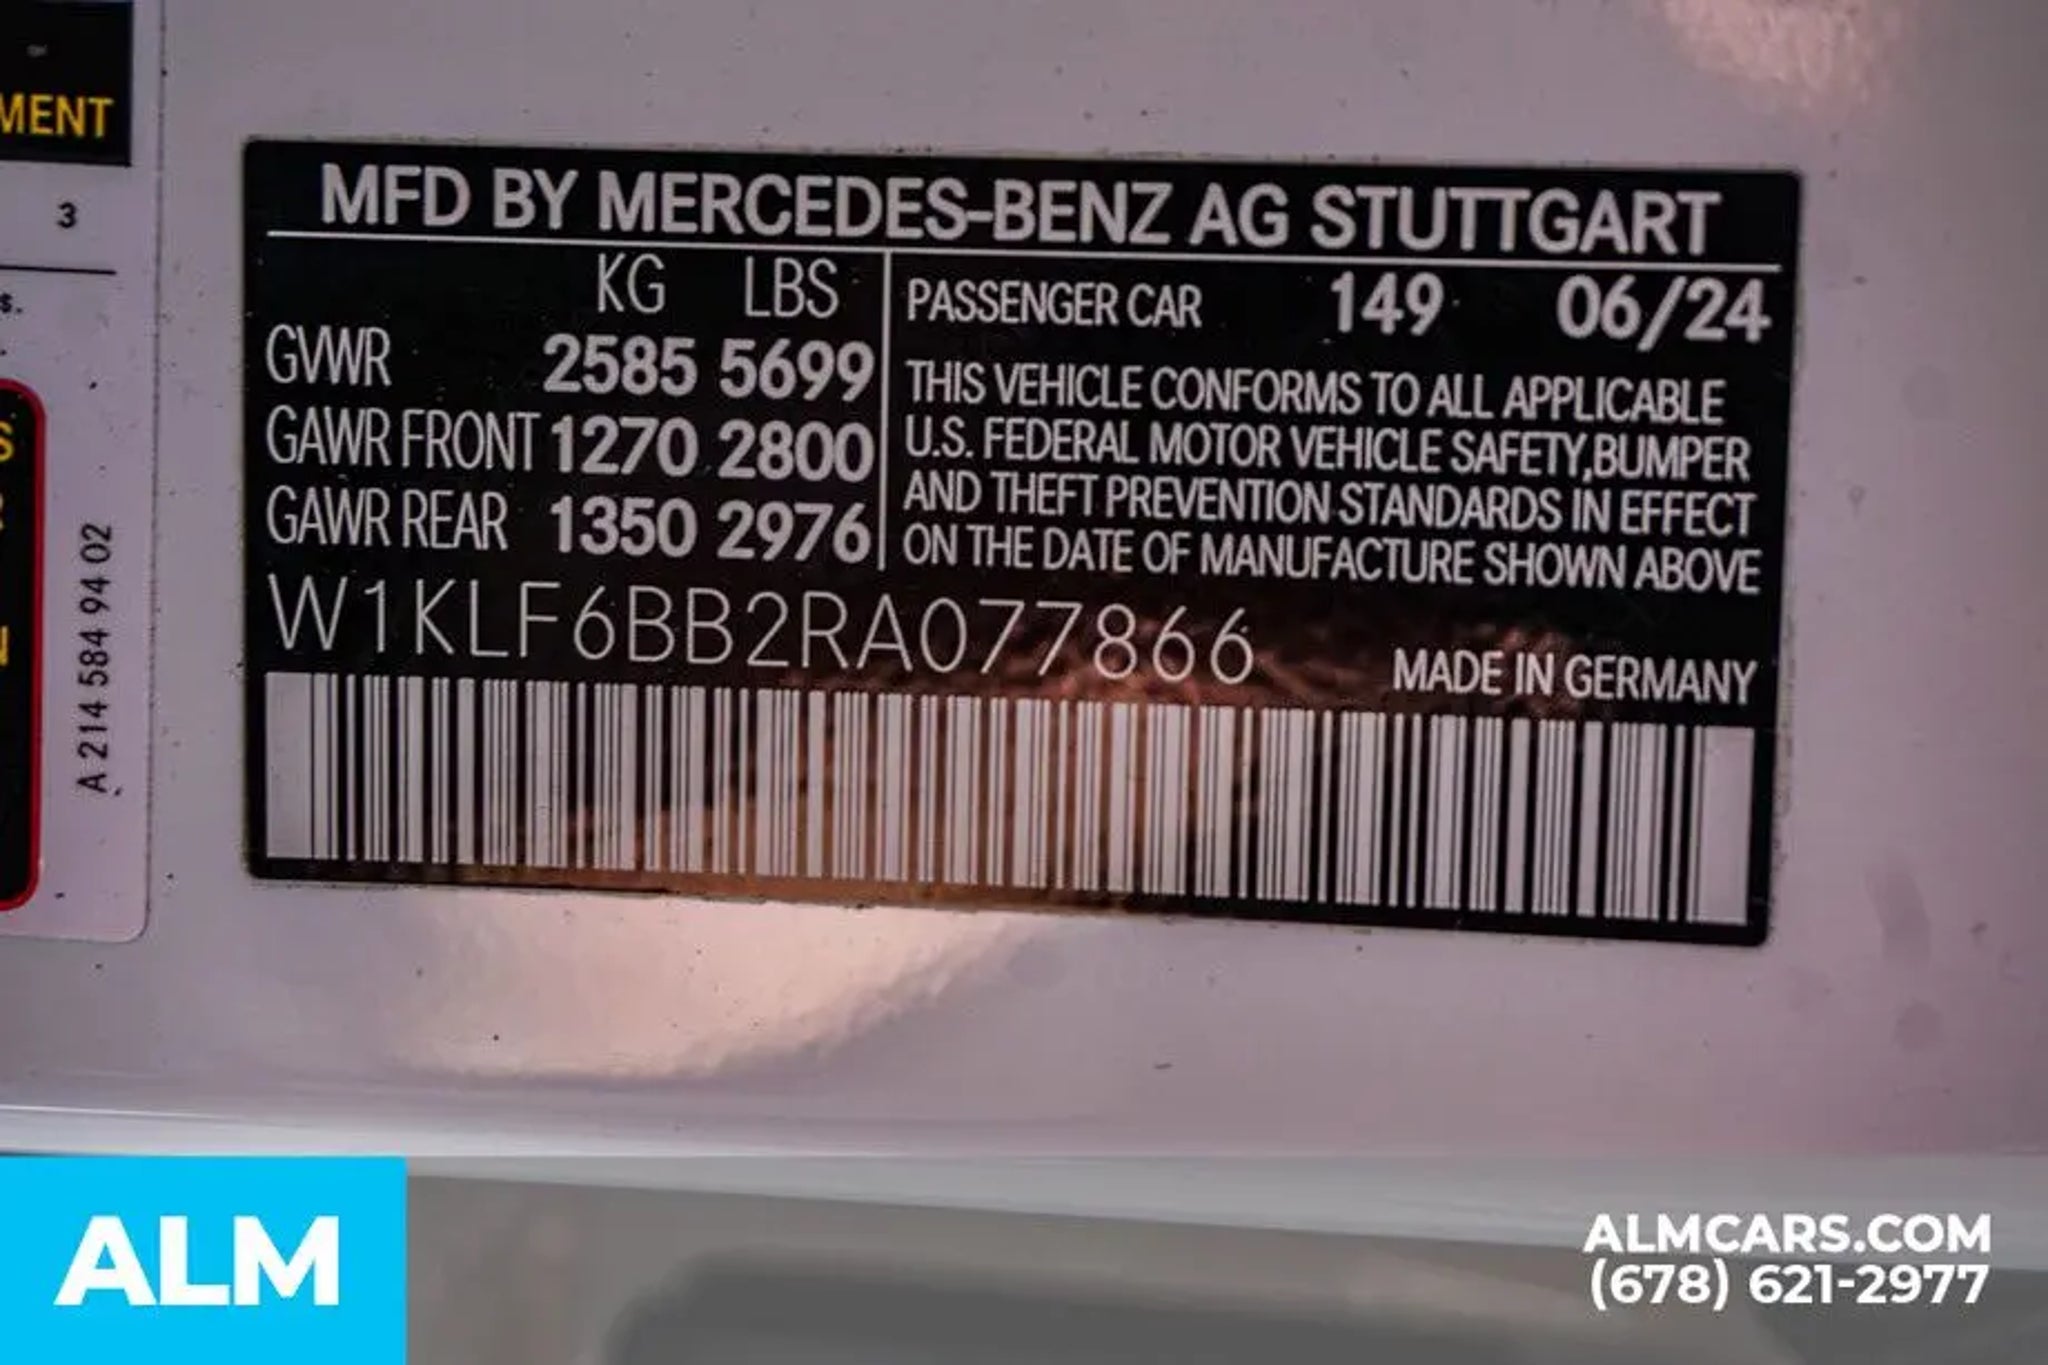 MENT
3
s.
S
N
A 214 584 94 02
MFD BY MERCEDES-BENZ AG STUTTGART
KG LBS
GVWR 2585 5699
GAWR FRONT 1270 2800
GAWR REAR 1350 2976
PASSENGER CAR 149 06/24
THIS VEHICLE CONFORMS TO ALL APPLICABLE
U.S. FEDERAL MOTOR VEHICLE SAFETY,BUMPER
AND THEFT PREVENTION STANDARDS IN EFFECT
ON THE DATE OF MANUFACTURE SHOWN ABOVE
W1KLF6BB2RA077866
MADE IN GERMANY
ALM
ALMCARS.COM
(678) 621-2977